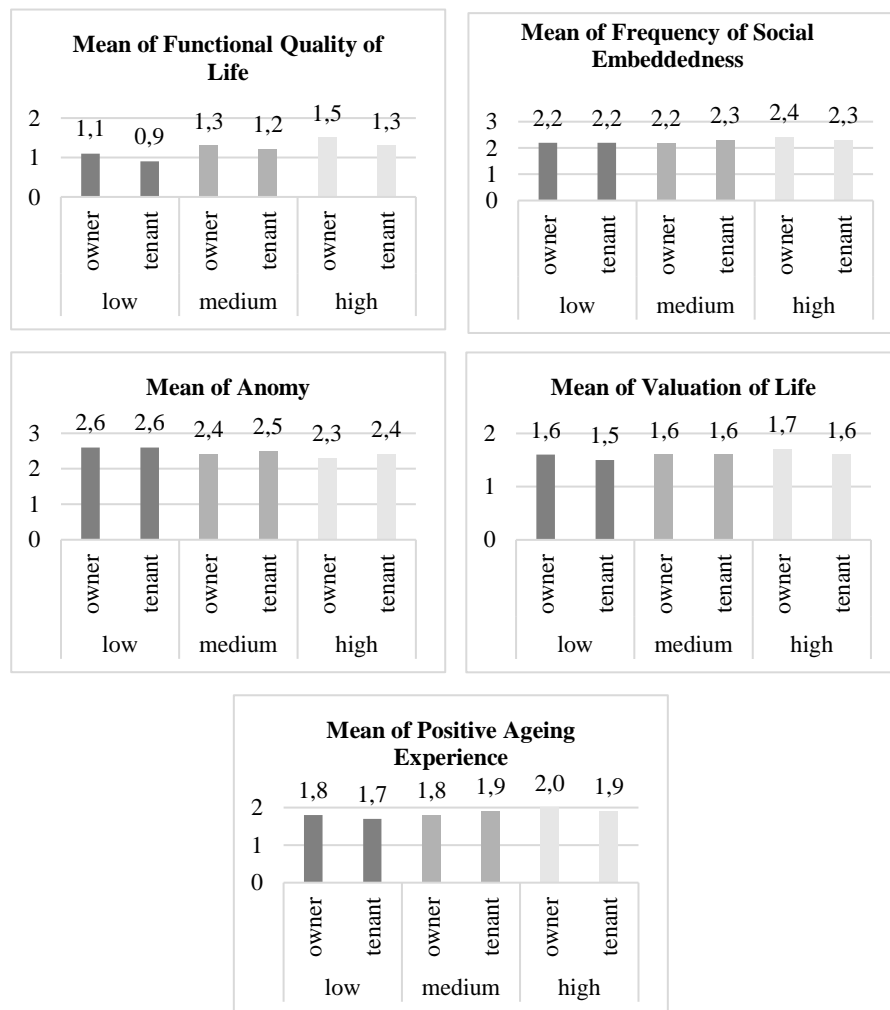 Mean of Functional Quality of
Life
1,1 0,9 1,3 1,2 1,5 1,3
2
1
0
owner tenant owner tenant owner tenant
low medium high
Mean of Frequency of Social
Embeddedness
2,2 2,2 2,2 2,3 2,4 2,3
3
2
1
0
owner tenant owner tenant owner tenant
low medium high
Mean of Anomy
2,6 2,6 2,4 2,5 2,3 2,4
3
2
1
0
owner tenant owner tenant owner tenant
low medium high
Mean of Valuation of Life
1,6 1,5 1,6 1,6 1,7 1,6
2
1
0
owner tenant owner tenant owner tenant
low medium high
Mean of Positive Ageing
Experience
1,8 1,7 1,8 1,9 2,0 1,9
2
1
0
owner tenant owner tenant owner tenant
low medium high